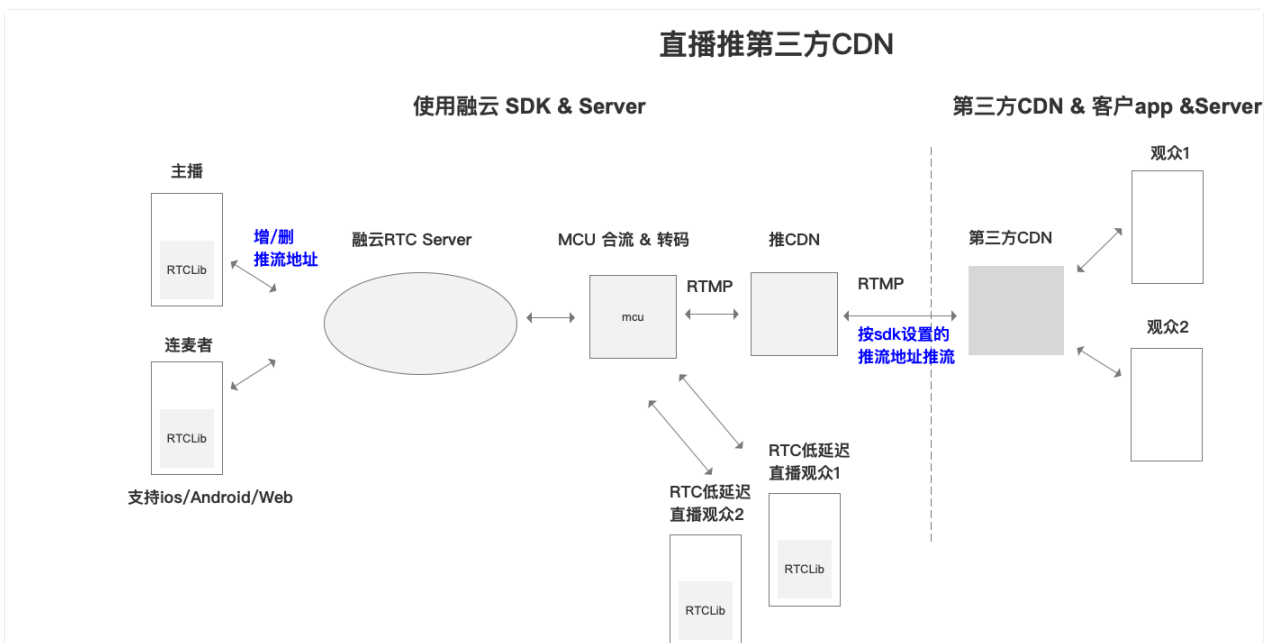 直播推第三方CDN
使用融云 SDK & Server
第三方CDN & 客户app &Server
主播
RTCLib
增/删
推流地址
连麦者
RTCLib
支持ios/Android/Web
融云RTC Server
MCU 合流 & 转码
mcu
RTMP
推CDN
RTMP
按sdk设置的
推流地址推流
第三方CDN
观众1
观众2
RTC低延迟
直播观众1
RTCLib
RTC低延迟
直播观众2
RTCLib